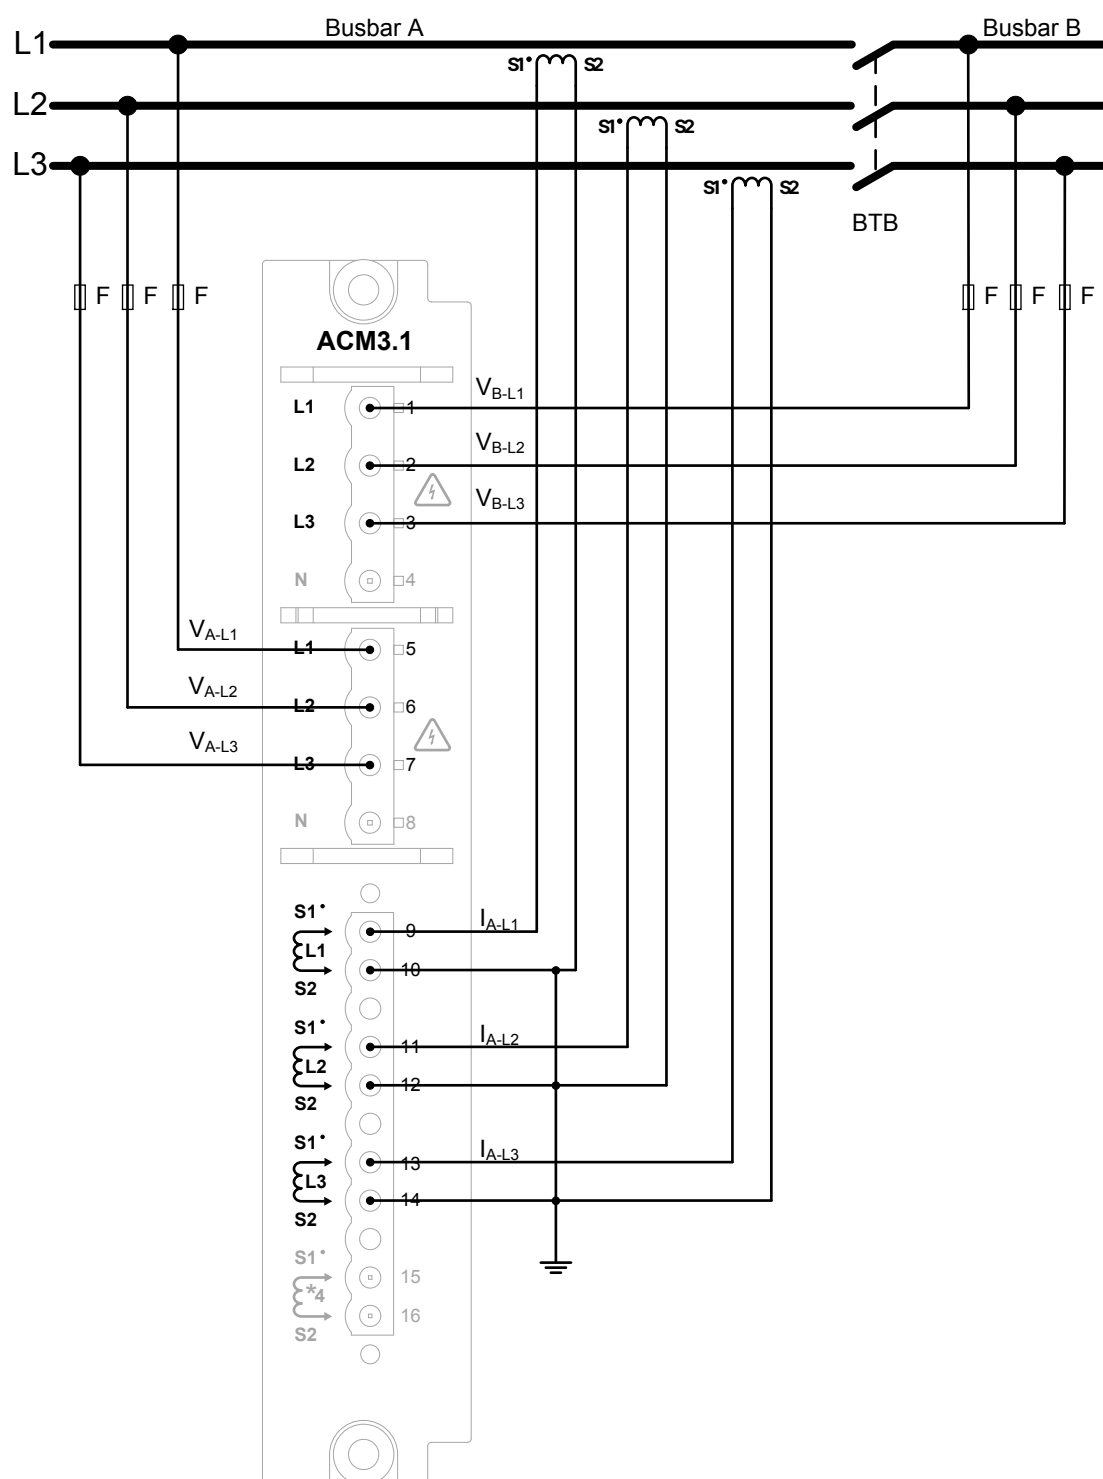 Busbar A
Busbar B
L1
S1• S2
L2
S1• S2
L3
S1• S2
BTB
F F F
F F F
ACM3.1
V_B-L1
L1 1
V_B-L2
L2 2
V_B-L3
L3 3
N 4
V_A-L1
L1 5
V_A-L2
L2 6
V_A-L3
L3 7
N 8
S1•
I_A-L1
9
L1
10
S2
S1•
I_A-L2
11
L2
12
S2
S1•
I_A-L3
13
L3
14
S2
S1•
15
*4
16
S2